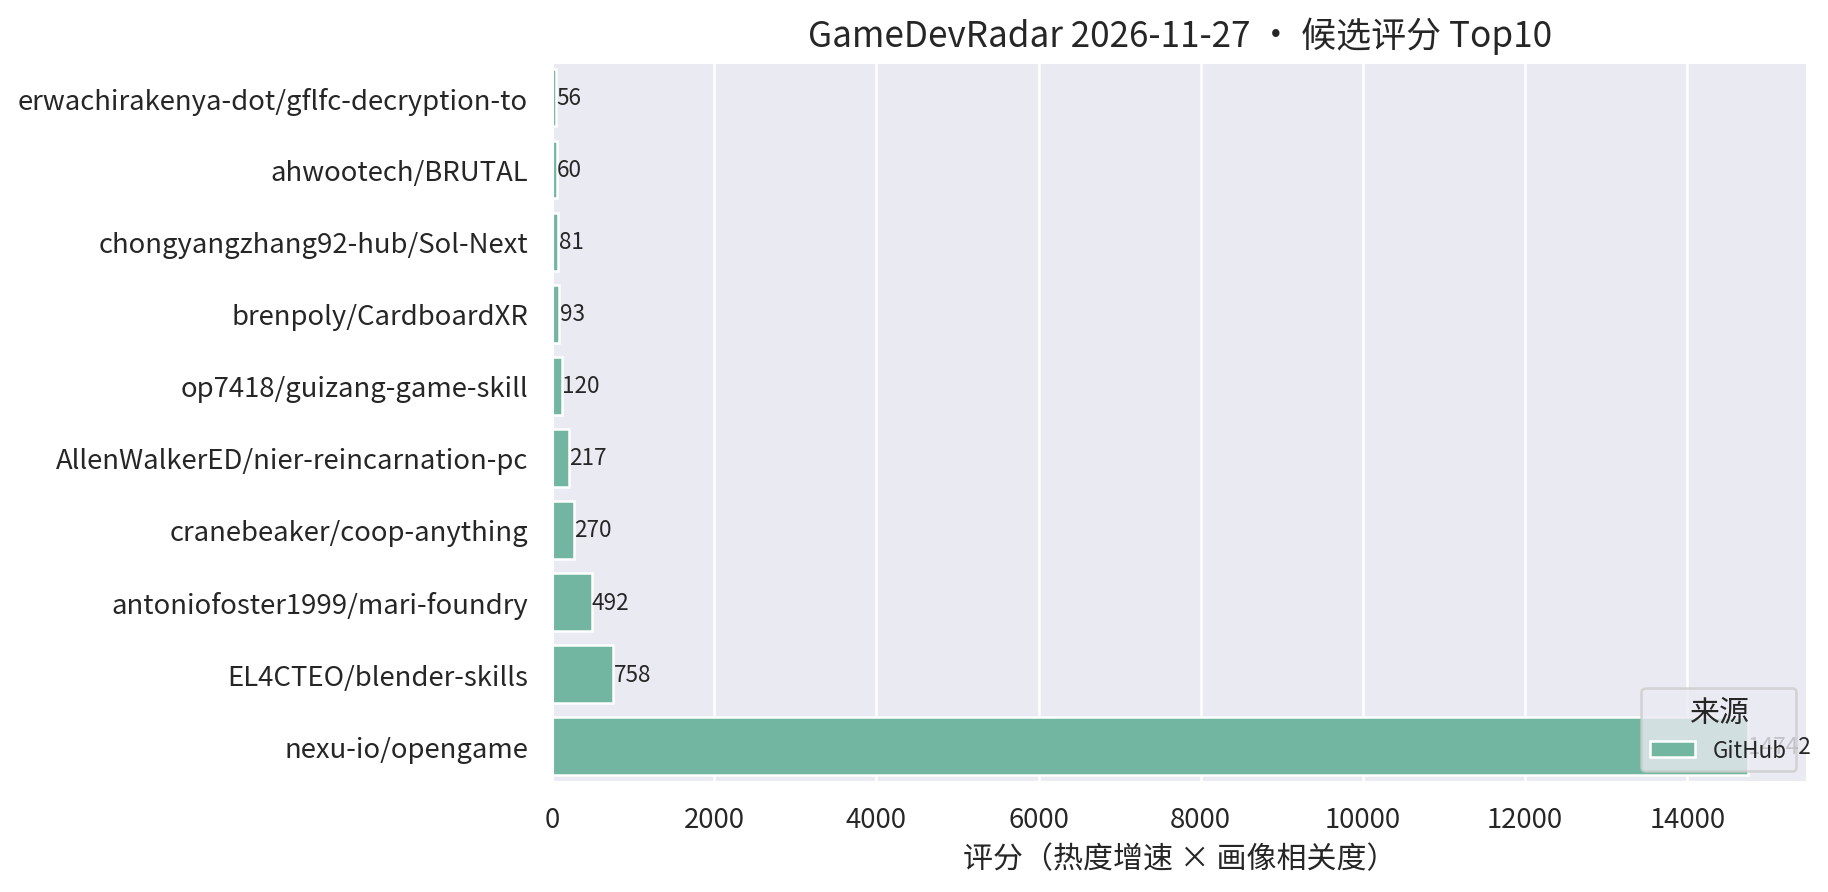 GameDevRadar 2026-11-27 · 候选评分 Top10
erwachirakenya-dot/gflfc-decryption-to 56
ahwootech/BRUTAL 60
chongyangzhang92-hub/Sol-Next 81
brenpoly/CardboardXR 93
op7418/guizang-game-skill 120
AllenWalkerED/nier-reincarnation-pc 217
cranebeaker/coop-anything 270
antoniofoster1999/mari-foundry 492
EL4CTEO/blender-skills 758
来源
nexu-io/opengame 14742
GitHub
0 2000 4000 6000 8000 10000 12000 14000
评分（热度增速 × 画像相关度）